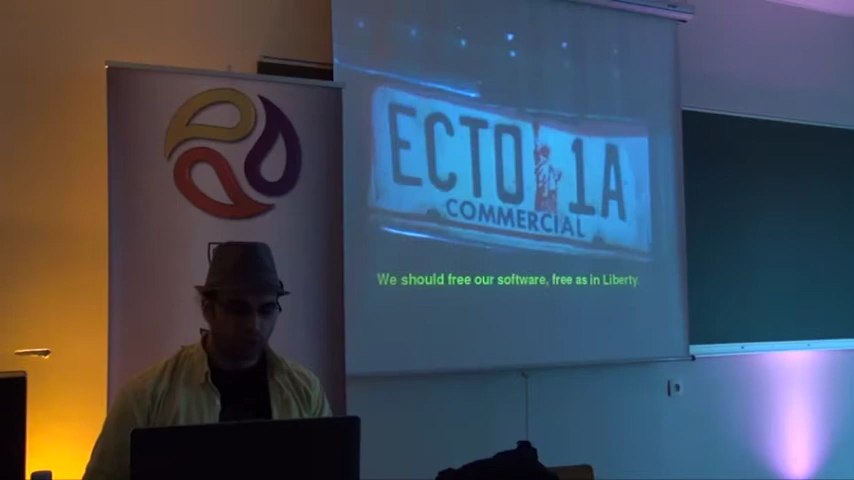 ECTO 1A
COMMERCIAL
We should free our software, free as in Liberty.